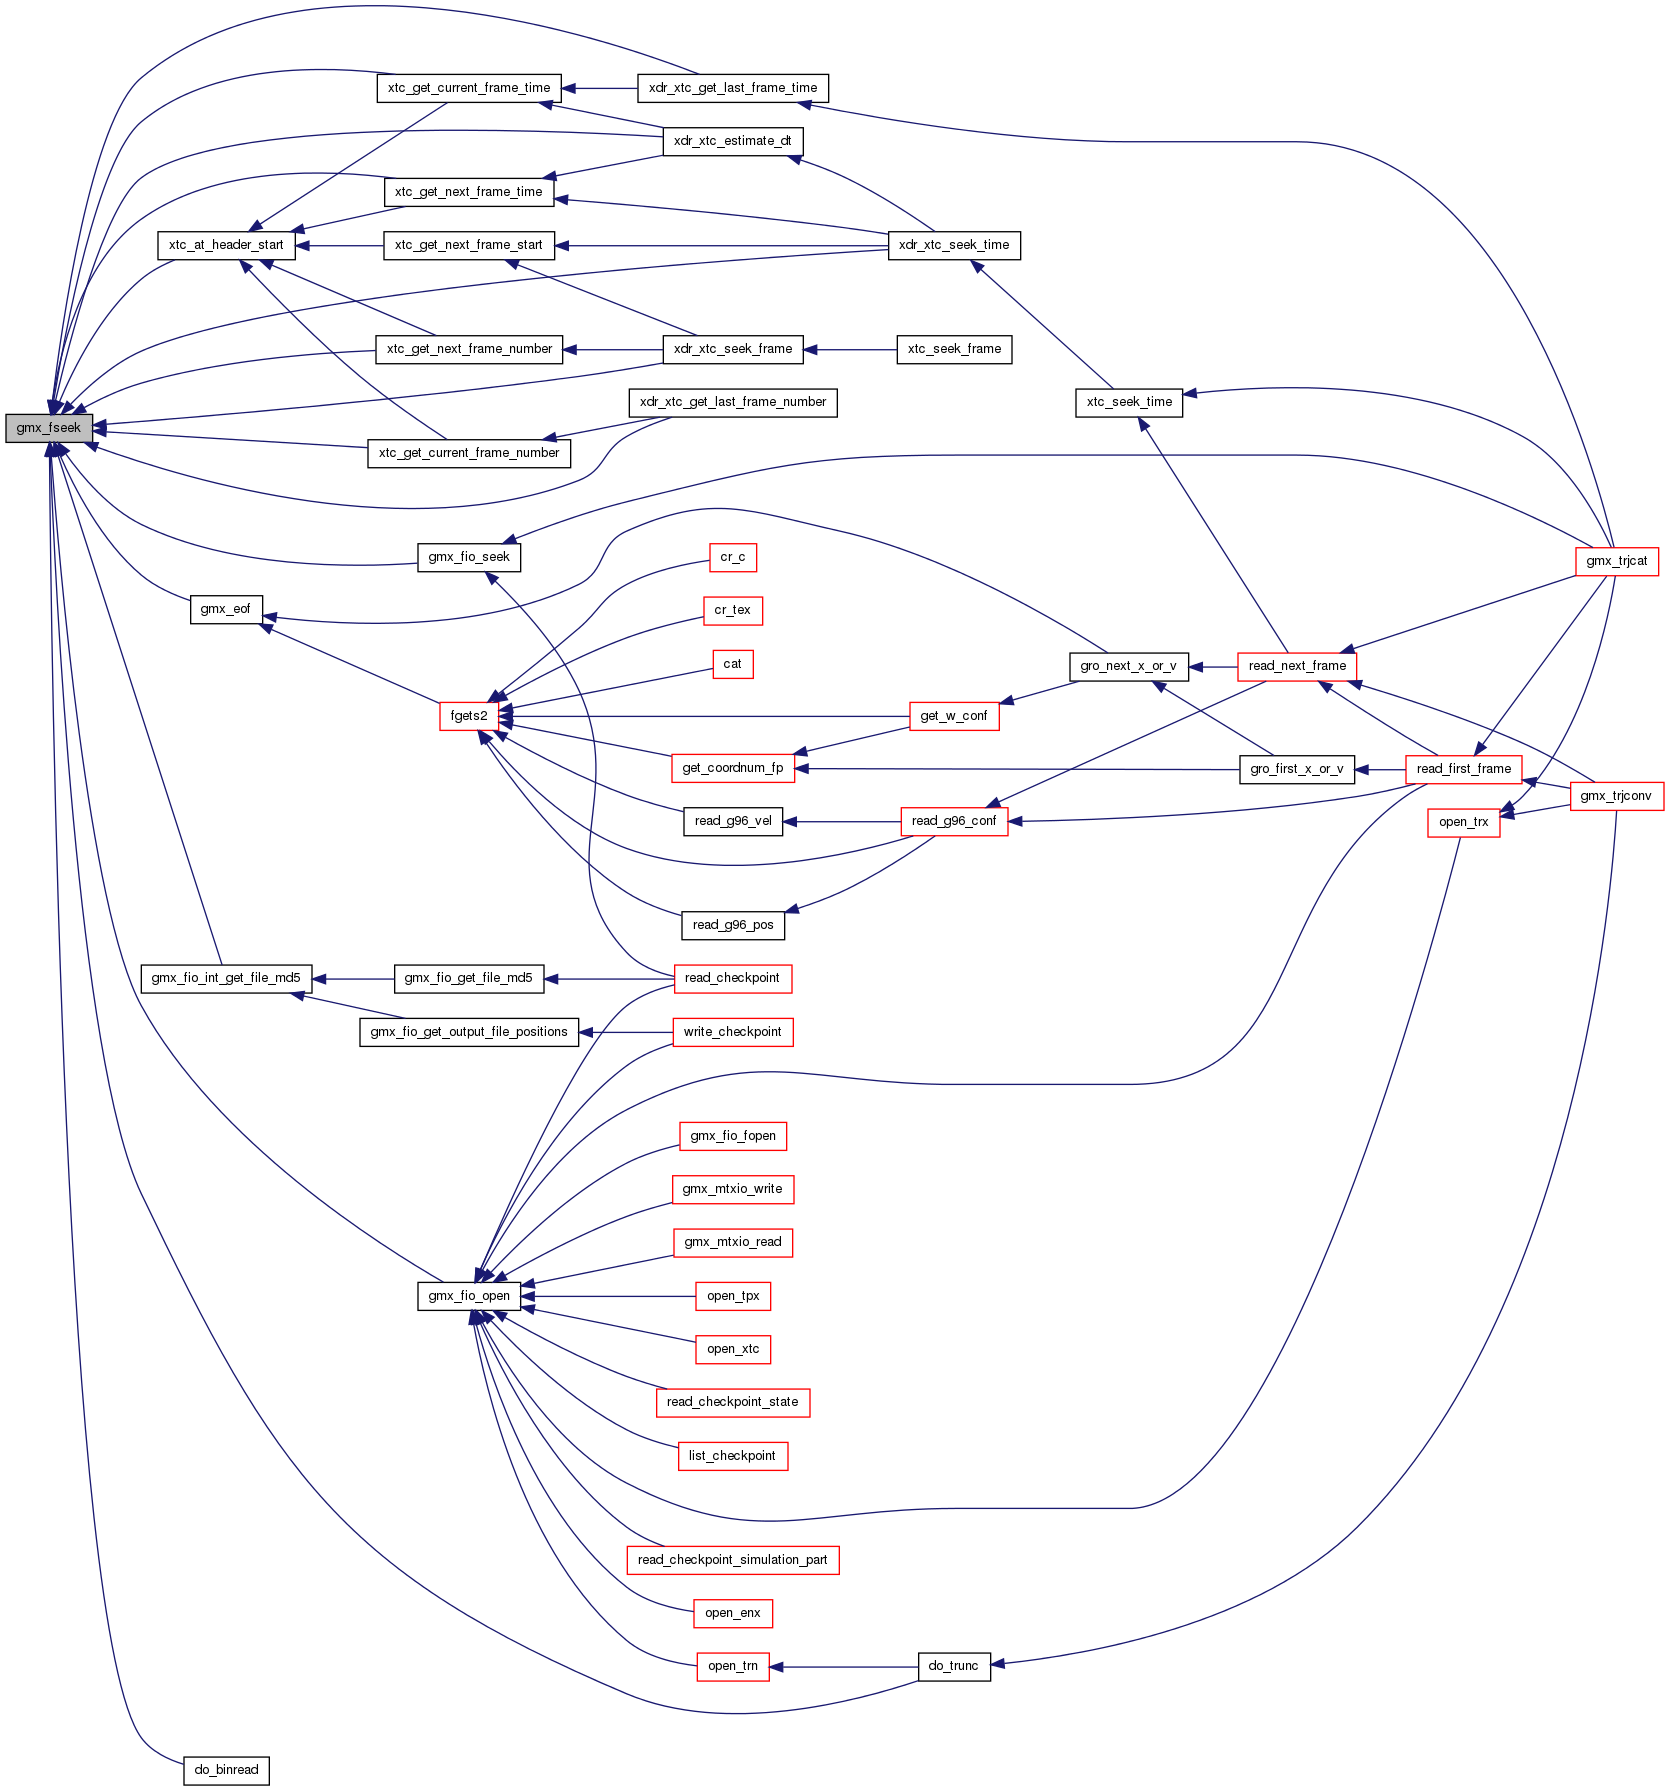 xtc_get_current_frame_time
xdr_xtc_get_last_frame_time
xdr_xtc_estimate_dt
xtc_get_next_frame_time
xtc_at_header_start
xtc_get_next_frame_start
xdr_xtc_seek_time
xtc_get_next_frame_number
xdr_xtc_seek_frame
xtc_seek_frame
xdr_xtc_get_last_frame_number
xtc_seek_time
gmx_fseek
xtc_get_current_frame_number
gmx_fio_seek
cr_c
gmx_trjcat
gmx_eof
cr_tex
cat
gro_next_x_or_v
read_next_frame
fgets2
get_w_conf
get_coordnum_fp
gro_first_x_or_v
read_first_frame
gmx_trjconv
read_g96_vel
read_g96_conf
open_trx
read_g96_pos
gmx_fio_int_get_file_md5
gmx_fio_get_file_md5
read_checkpoint
gmx_fio_get_output_file_positions
write_checkpoint
gmx_fio_fopen
gmx_mtxio_write
gmx_mtxio_read
gmx_fio_open
open_tpx
open_xtc
read_checkpoint_state
list_checkpoint
read_checkpoint_simulation_part
open_enx
open_trn
do_trunc
do_binread